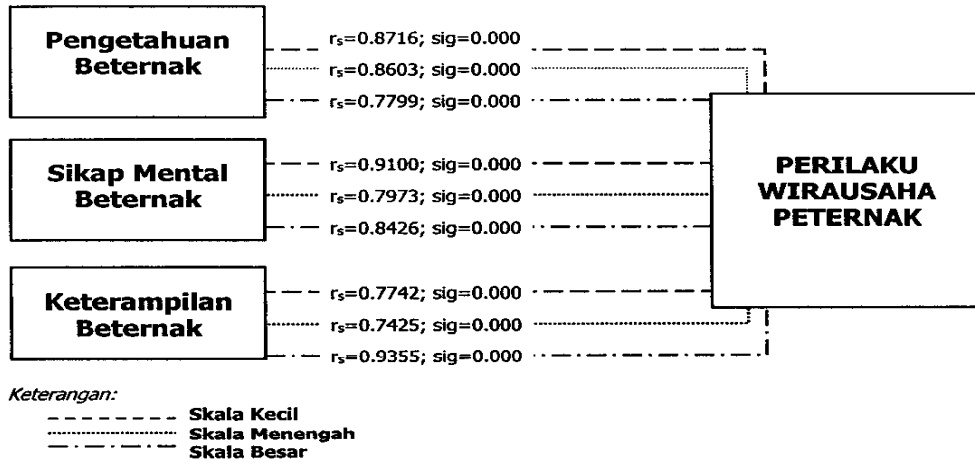 Pengetahuan
Beternak
rs=0.8716; sig=0.000
rs=0.8603; sig=0.000
rs=0.7799; sig=0.000
Sikap Mental
Beternak
rs=0.9100; sig=0.000
rs=0.7973; sig=0.000
rs=0.8426; sig=0.000
Keterampilan
Beternak
rs=0.7742; sig=0.000
rs=0.7425; sig=0.000
rs=0.9355; sig=0.000
PERILAKU
WIRAUSAHA
PETERNAK
Keterangan:
Skala Kecil
Skala Menengah
Skala Besar